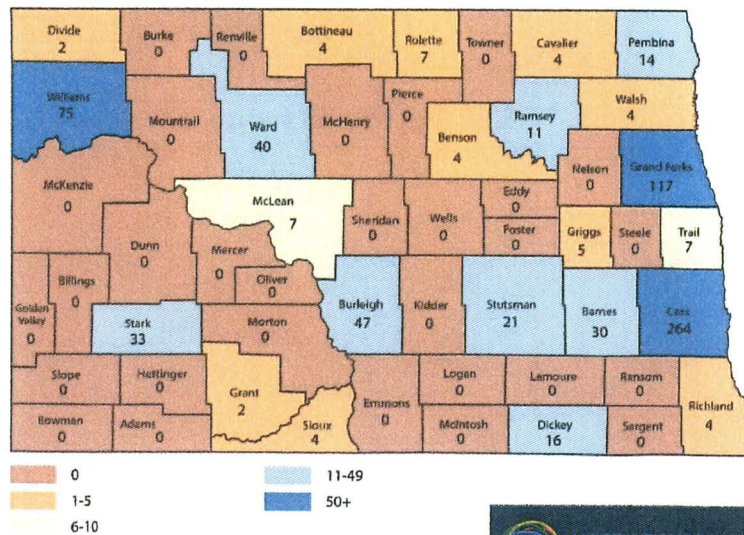 Divide
2
Burke
0
Renville
0
Bottineau
4
Rolette
7
Towner
0
Cavalier
4
Pembina
14
Williams
75
Mountrail
0
Ward
40
McHenry
0
Pierce
0
Benson
4
Ramsey
11
Walsh
4
Nelson
0
Grand Forks
117
McKenzie
0
McLean
7
Sheridan
0
Wells
0
Eddy
0
Foster
0
Griggs
5
Steele
0
Trail
7
Dunn
0
Mercer
0
Oliver
0
Billings
0
Golden
Valley
0
Stark
33
Morton
0
Burleigh
47
Kidder
0
Stutsman
21
Barnes
30
Cass
264
Slope
0
Hettinger
0
Grant
2
Bowman
0
Adams
0
Sioux
4
Emmons
0
Logan
0
McIntosh
0
Lamoure
0
Dickey
16
Ransom
0
Sargent
0
Richland
4
0
1-5
6-10
11-49
50+